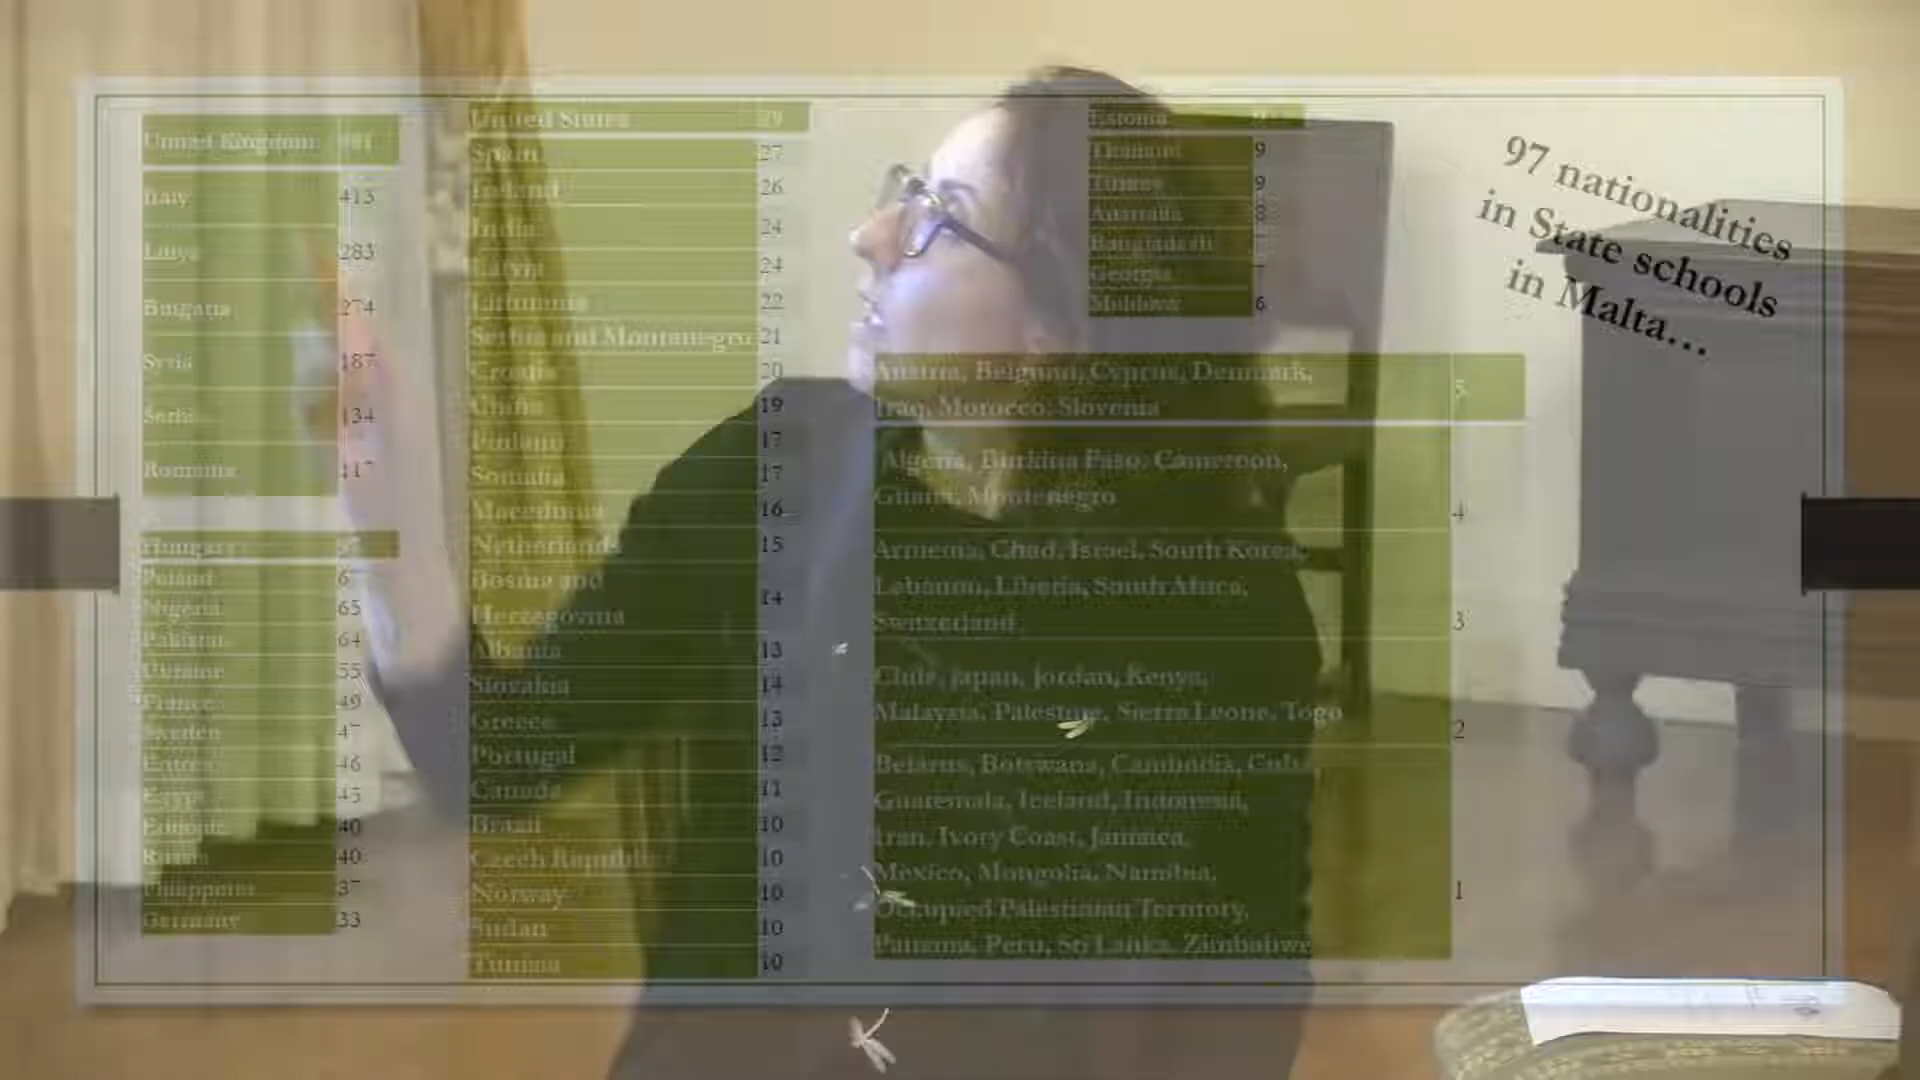 United Kingdom
Italy 413
Libya 283
Bulgaria 274
Syria 187
Serbia 134
Romania
Hungary
Poland
Nigeria 65
Pakistan 64
Ukraine 55
France 49
Sweden
Eritrea 46
Egypt 45
Ethiopia 40
Russia 40
Philippines
Germany 33
United States 29
Spain 27
Ireland 26
India 24
Latvia 24
Lithuania 22
Serbia and Montenegro 21
Croatia 20
China 19
Finland 17
Somalia 17
Macedonia 16
Netherlands 15
Bosnia and
Herzegovina 14
Albania 13
Slovakia 14
Greece 13
Portugal 12
Canada 11
Brazil 10
Czech Republic 10
Norway 10
Sudan 10
Tunisia 10
Estonia
Thailand 9
Turkey 9
Australia 8
Bangladesh
Georgia 7
Moldova 6
Austria, Belgium, Cyprus, Denmark,
Iraq, Morocco, Slovenia 5
Algeria, Burkina Faso, Cameroon,
Ghana, Montenegro 4
Armenia, Chad, Israel, South Korea,
Lebanon, Liberia, South Africa,
Switzerland 3
Chile, Japan, Jordan, Kenya,
Malaysia, Palestine, Sierra Leone, Togo 2
Belarus, Botswana, Cambodia, Cuba,
Guatemala, Iceland, Indonesia,
Iran, Ivory Coast, Jamaica,
Mexico, Mongolia, Namibia,
Occupied Palestinian Territory,
Panama, Peru, Sri Lanka, Zimbabwe 1
97 nationalities
in State schools
in Malta...